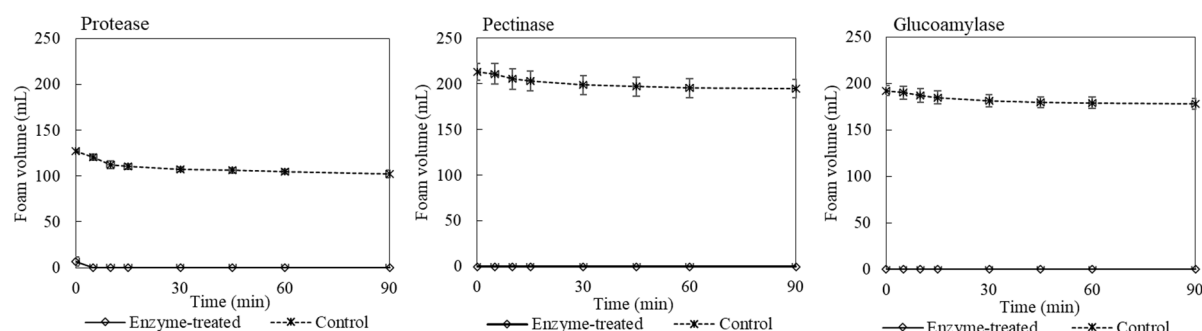 Protease
250
200
150
100
50
0
Foam volume (mL)
0 30 60 90
Time (min)
Enzyme-treated Control
Pectinase
250
200
150
100
50
0
Foam volume (mL)
0 30 60 90
Time (min)
Enzyme-treated Control
Glucoamylase
250
200
150
100
50
0
Foam volume (mL)
0 30 60 90
Time (min)
Enzyme-treated Control